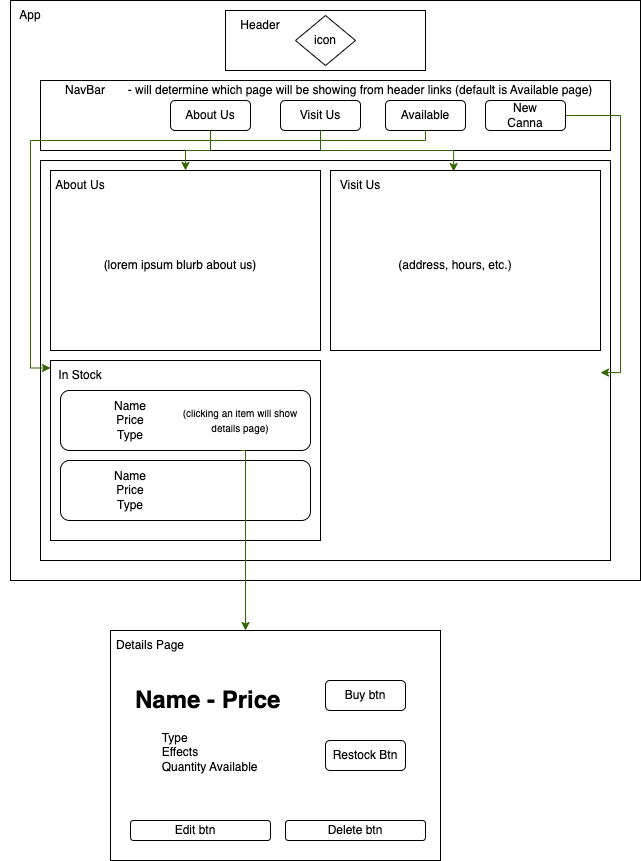 App
Header
icon
NavBar - will determine which page will be showing from header links (default is Available page)
About Us
Visit Us
Available
New
Canna
About Us
(lorem ipsum blurb about us)
Visit Us
(address, hours, etc.)
In Stock
Name
Price
Type
(clicking an item will show
details page)
Name
Price
Type
Details Page
Name - Price
Buy btn
Type
Effects
Quantity Available
Restock Btn
Edit btn
Delete btn